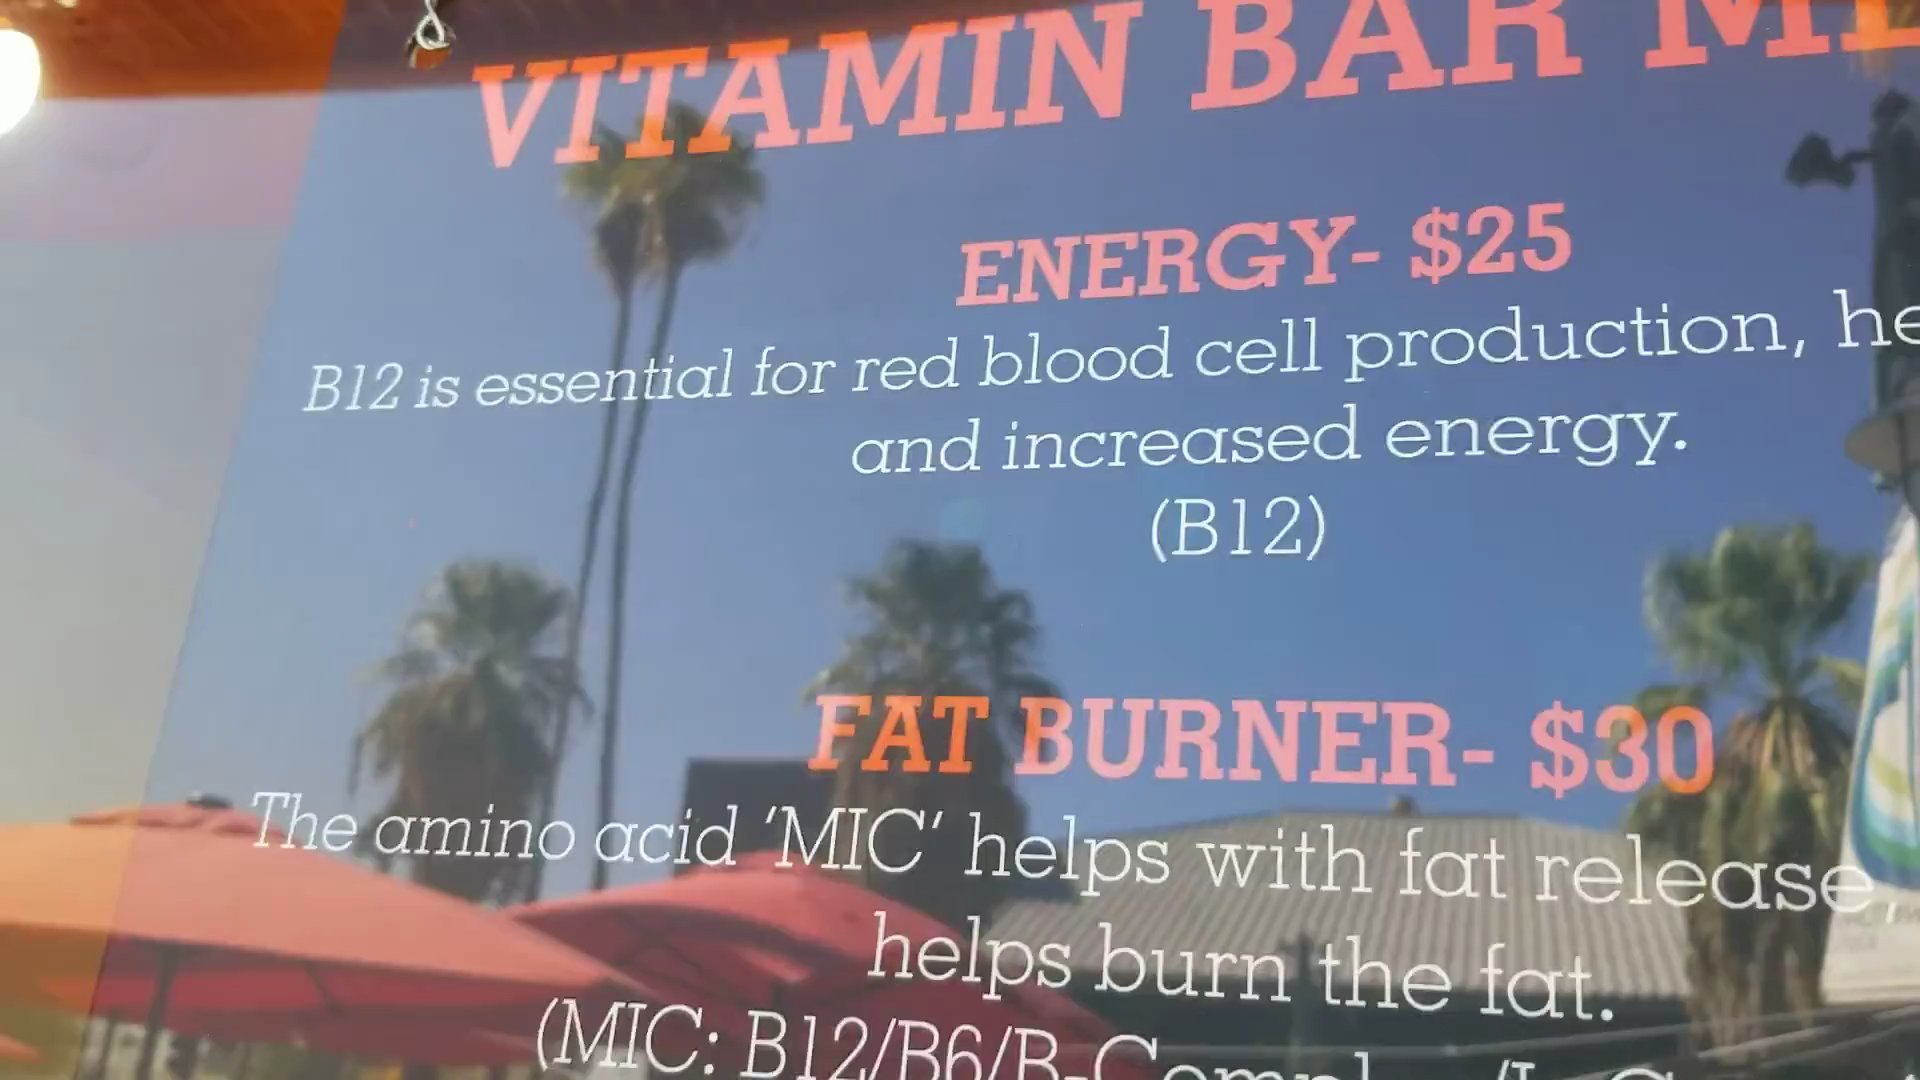 VITAMIN BAR
ENERGY- $25
B12 is essential for red blood cell production,
and increased energy.
(B12)
FAT BURNER- $30
The amino acid 'MIC' helps with fat release,
helps burn the fat.
(MIC: B12/B6/B-Complex/L-